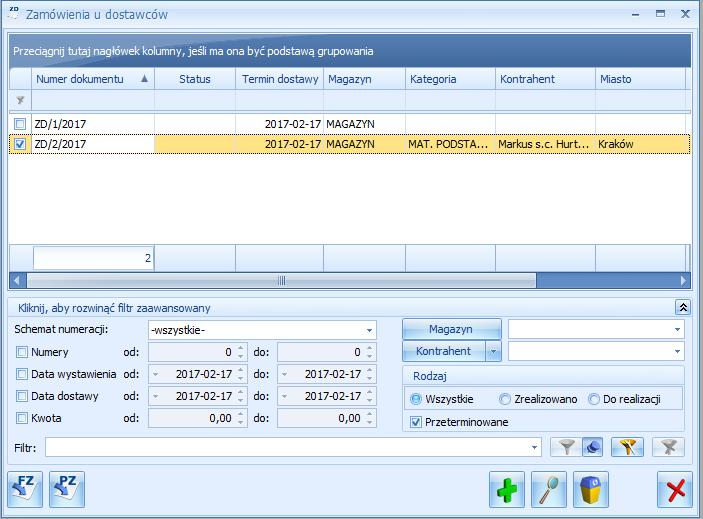 ZD Zamówienia u dostawców
Przeciągnij tutaj nagłówek kolumny, jeśli ma ona być podstawą grupowania
Numer dokumentu Status Termin dostawy Magazyn Kategoria Kontrahent Miasto
ZD/1/2017 2017-02-17 MAGAZYN
ZD/2/2017 2017-02-17 MAGAZYN MAT. PODSTA... Markus s.c. Hurt... Kraków
2
Kliknij, aby rozwinąć filtr zaawansowany
Schemat numeracji: -wszystkie- Magazyn
Numery od: 0 do: 0 Kontrahent
Data wystawienia od: 2017-02-17 do: 2017-02-17 Rodzaj
Data dostawy od: 2017-02-17 do: 2017-02-17 Wszystkie Zrealizowano Do realizacji
Kwota od: 0,00 do: 0,00 Przeterminowane
Filtr:
FZ PZ